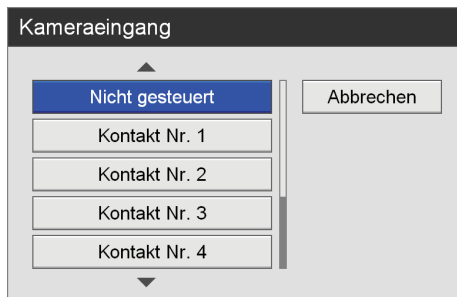 Kameraeingang
Nicht gesteuert
Abbrechen
Kontakt Nr. 1
Kontakt Nr. 2
Kontakt Nr. 3
Kontakt Nr. 4